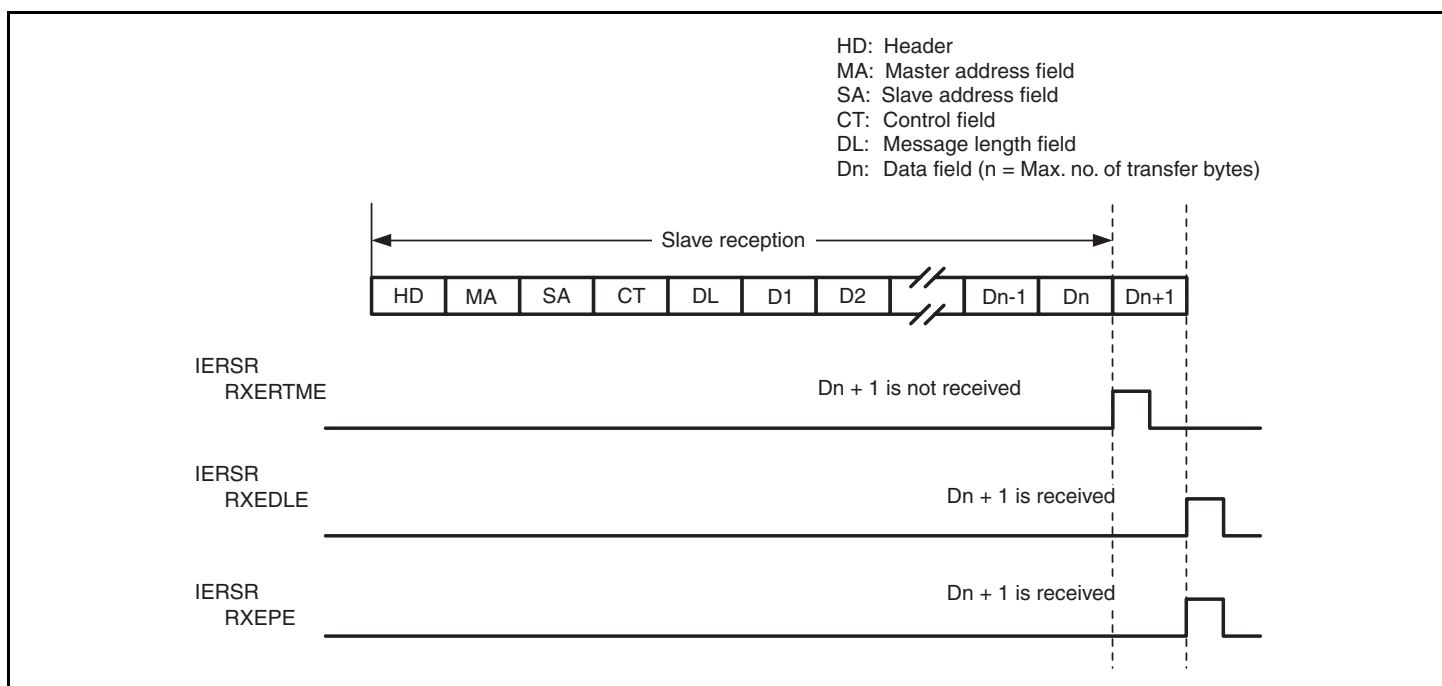 HD: Header
MA: Master address field
SA: Slave address field
CT: Control field
DL: Message length field
Dn: Data field (n = Max. no. of transfer bytes)
Slave reception
HD MA SA CT DL D1 D2 Dn-1 Dn Dn+1
IERSR
RXERTME
Dn + 1 is not received
IERSR
RXEDLE
Dn + 1 is received
IERSR
RXEPE
Dn + 1 is received